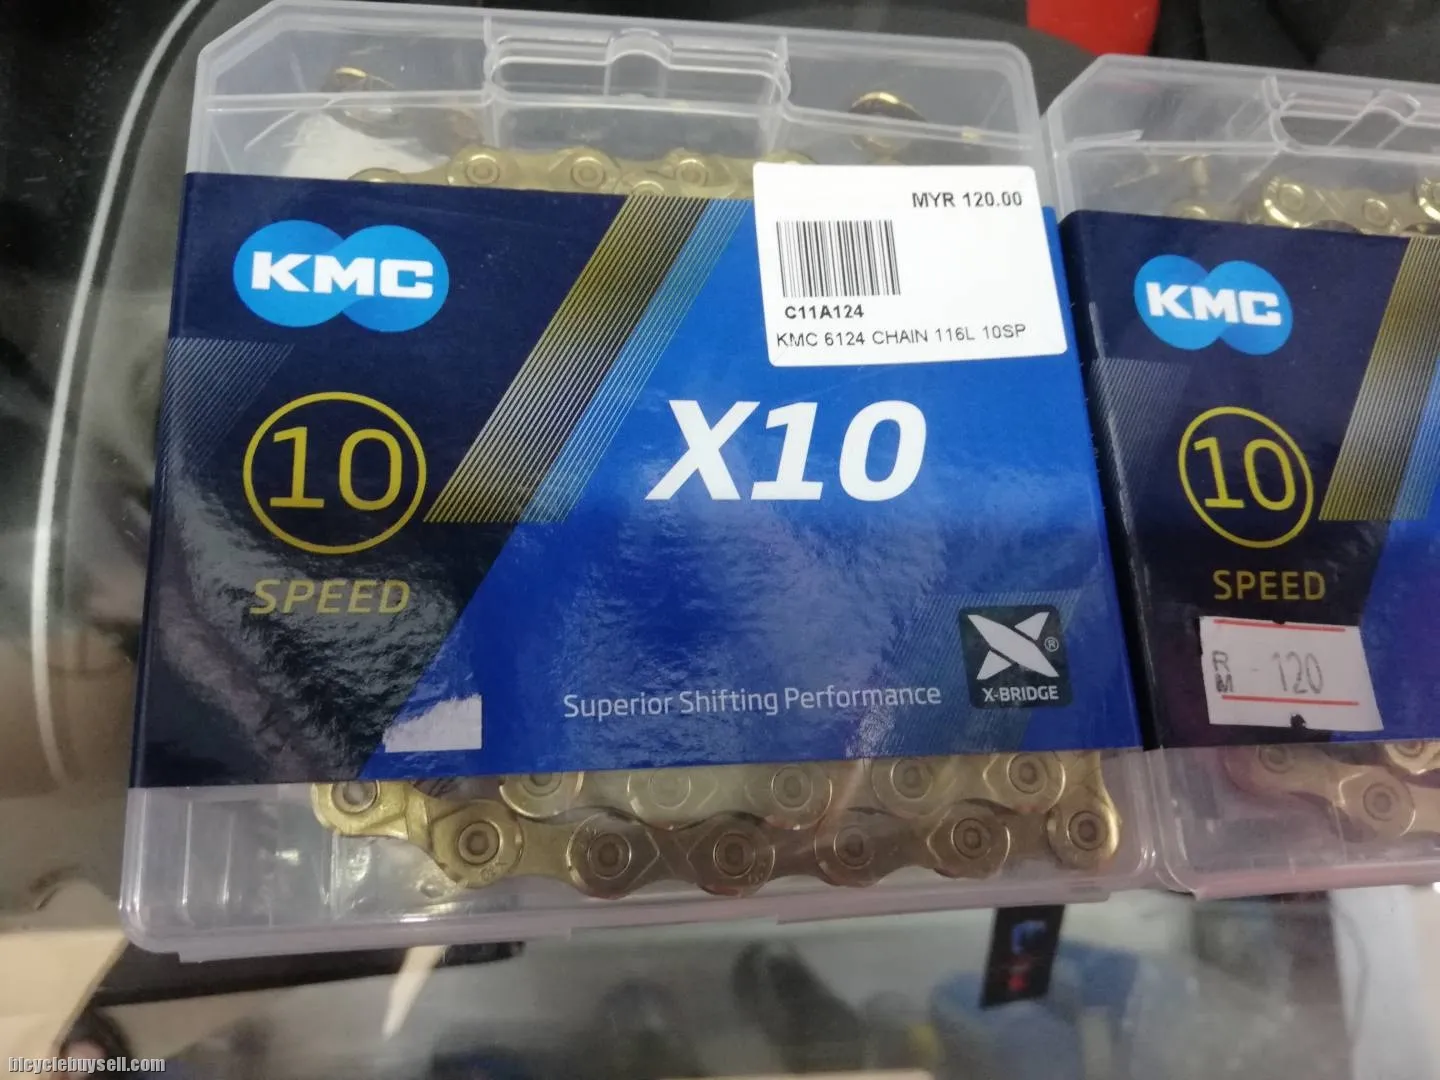 KMC
MYR 120.00
C11A124
KMC 6124 CHAIN 116L 10SP
10
SPEED
X10
Superior Shifting Performance
X-BRIDGE®
KMC
10
SPEED
RM - 120
bicyclebuysell.com